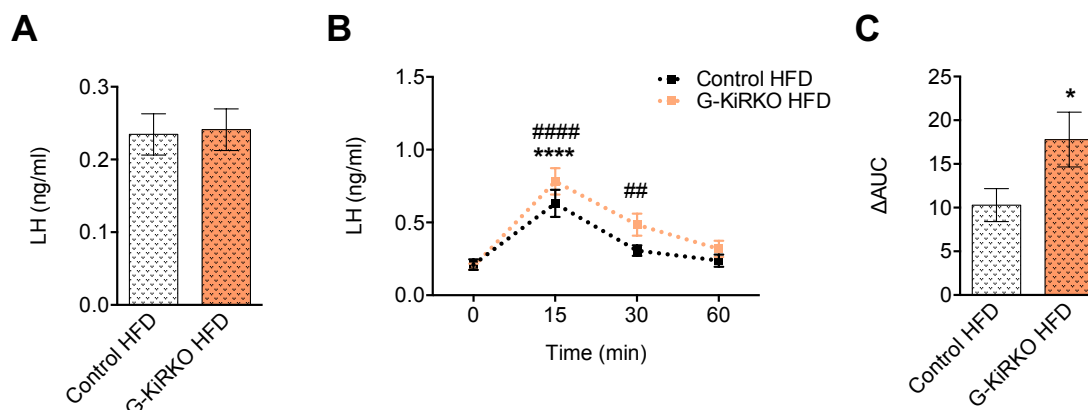 A
LH (ng/ml)
0.3
0.2
0.1
0.0
Control HFD
G-KiRKO HFD
B
LH (ng/ml)
1.5
1.0
0.5
0.0
Control HFD
G-KiRKO HFD
####
****
##
0 15 30 60
Time (min)
C
ΔAUC
25
20
15
10
5
0
*
Control HFD
G-KiRKO HFD